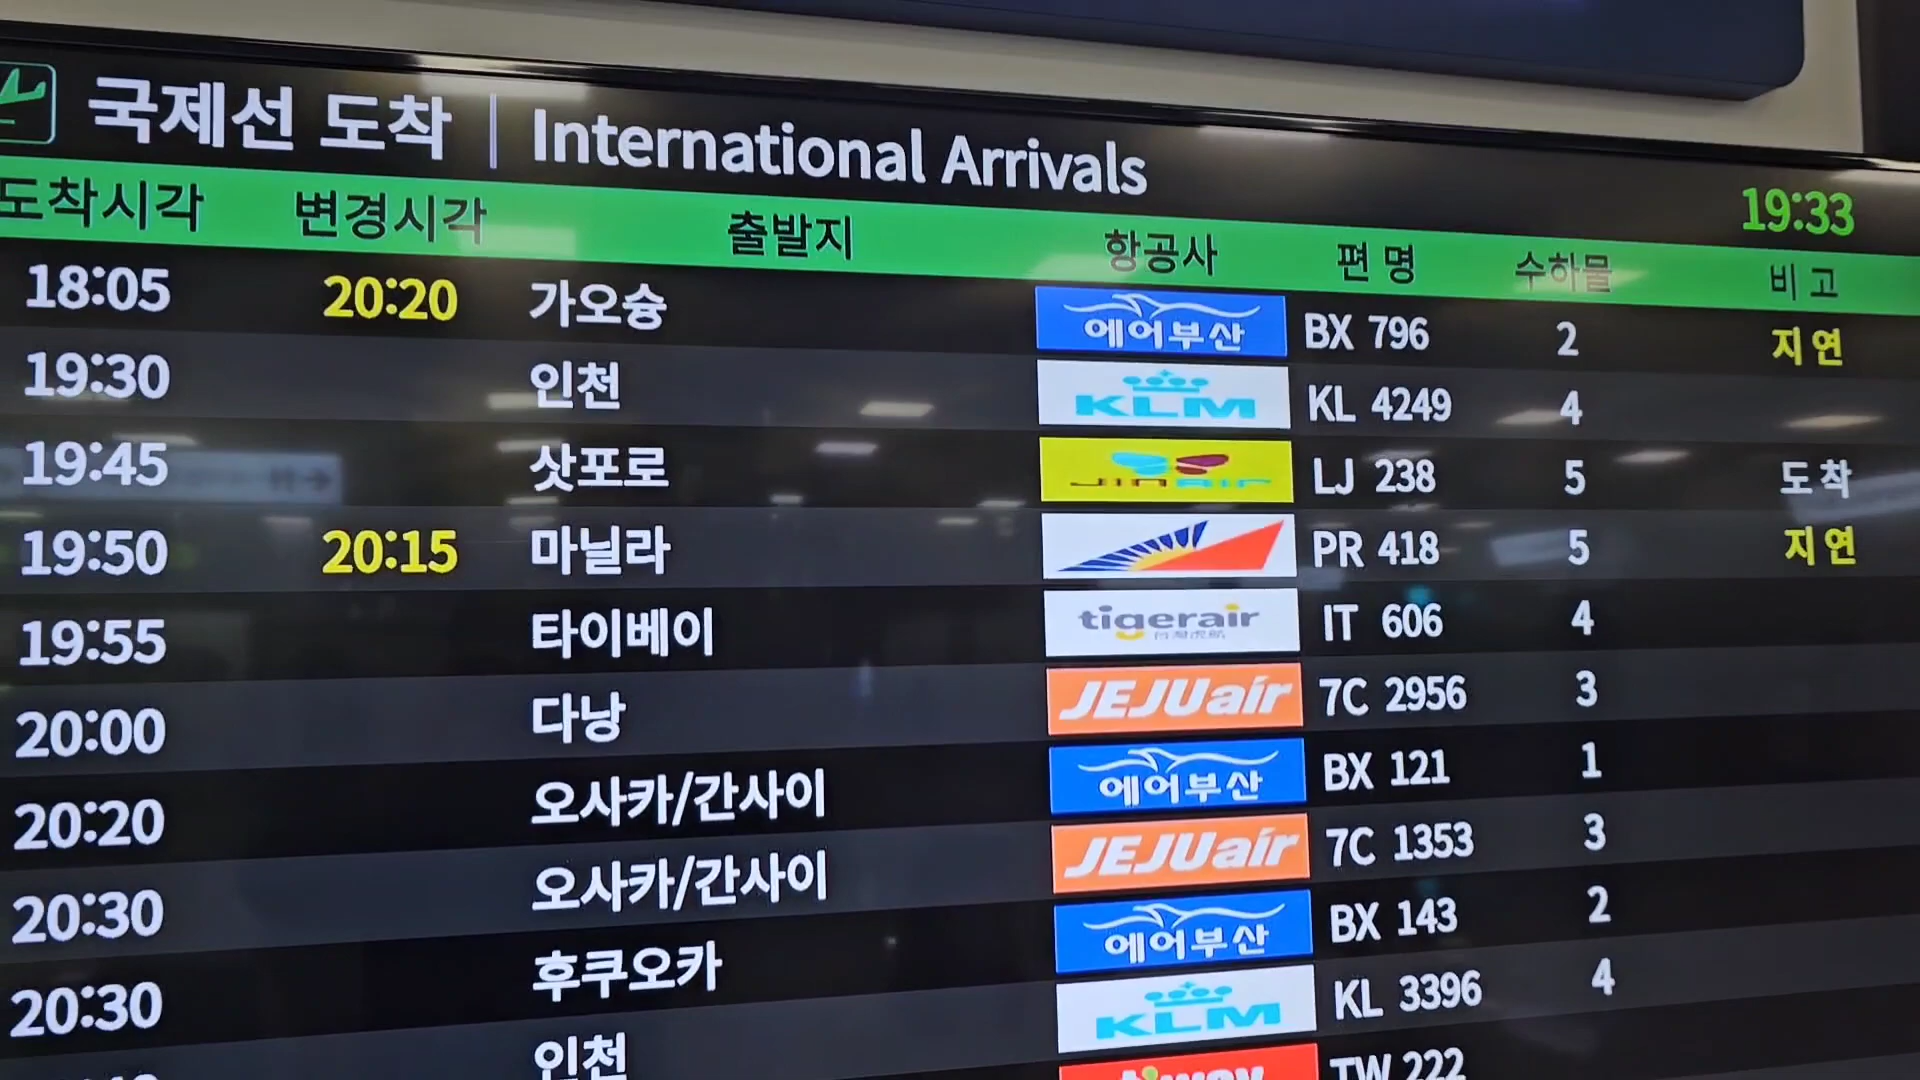 국제선 도착 | International Arrivals
19:33
도착시각 변경시각 출발지 항공사 편명 수하물 비고
18:05 20:20 가오슝 에어부산 BX 796 2 지연
19:30 인천 KLM KL 4249 4
19:45 삿포로 JINAIR LJ 238 5 도착
19:50 20:15 마닐라 PR 418 5 지연
19:55 타이베이 tigerair 台灣虎航 IT 606 4
20:00 다낭 JEJUair 7C 2956 3
20:20 오사카/간사이 에어부산 BX 121 1
20:30 오사카/간사이 JEJUair 7C 1353 3
20:30 후쿠오카 에어부산 BX 143 2
인천 KLM KL 3396 4
t'way TW 222